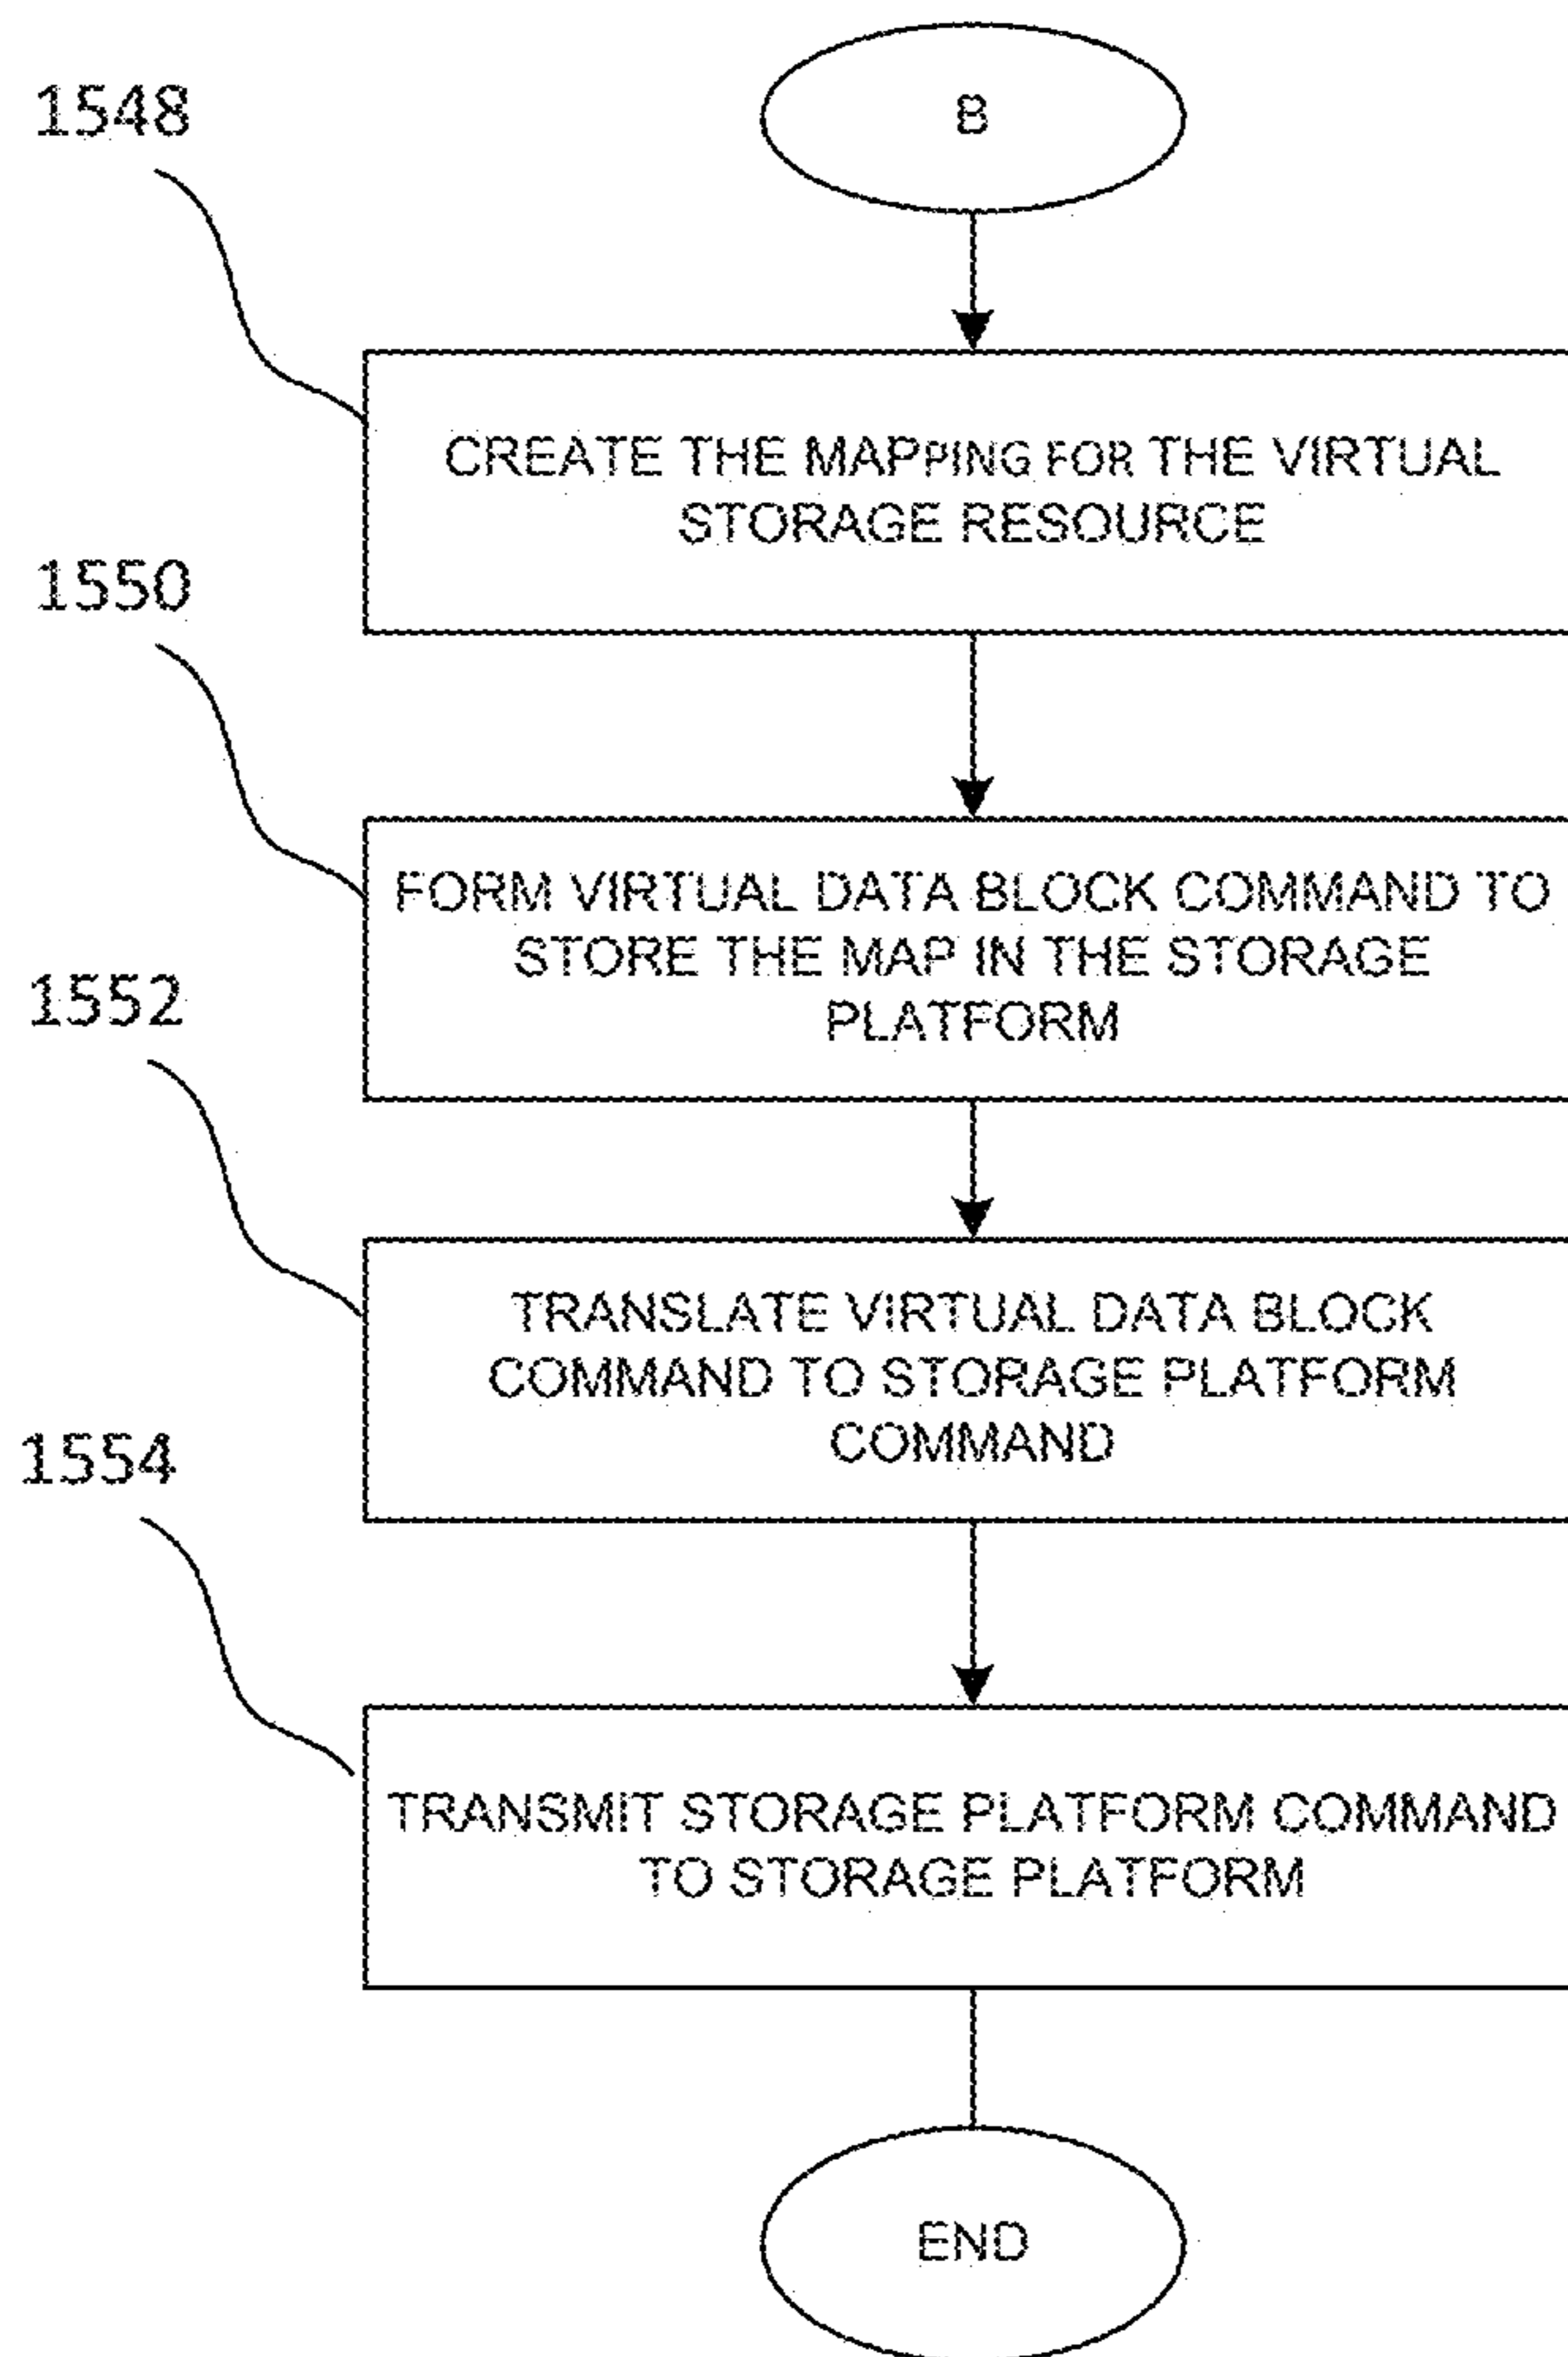 B
1548
CREATE THE MAPPING FOR THE VIRTUAL
STORAGE RESOURCE
1550
FORM VIRTUAL DATA BLOCK COMMAND TO
STORE THE MAP IN THE STORAGE
PLATFORM
1552
TRANSLATE VIRTUAL DATA BLOCK
COMMAND TO STORAGE PLATFORM
COMMAND
1554
TRANSMIT STORAGE PLATFORM COMMAND
TO STORAGE PLATFORM
END